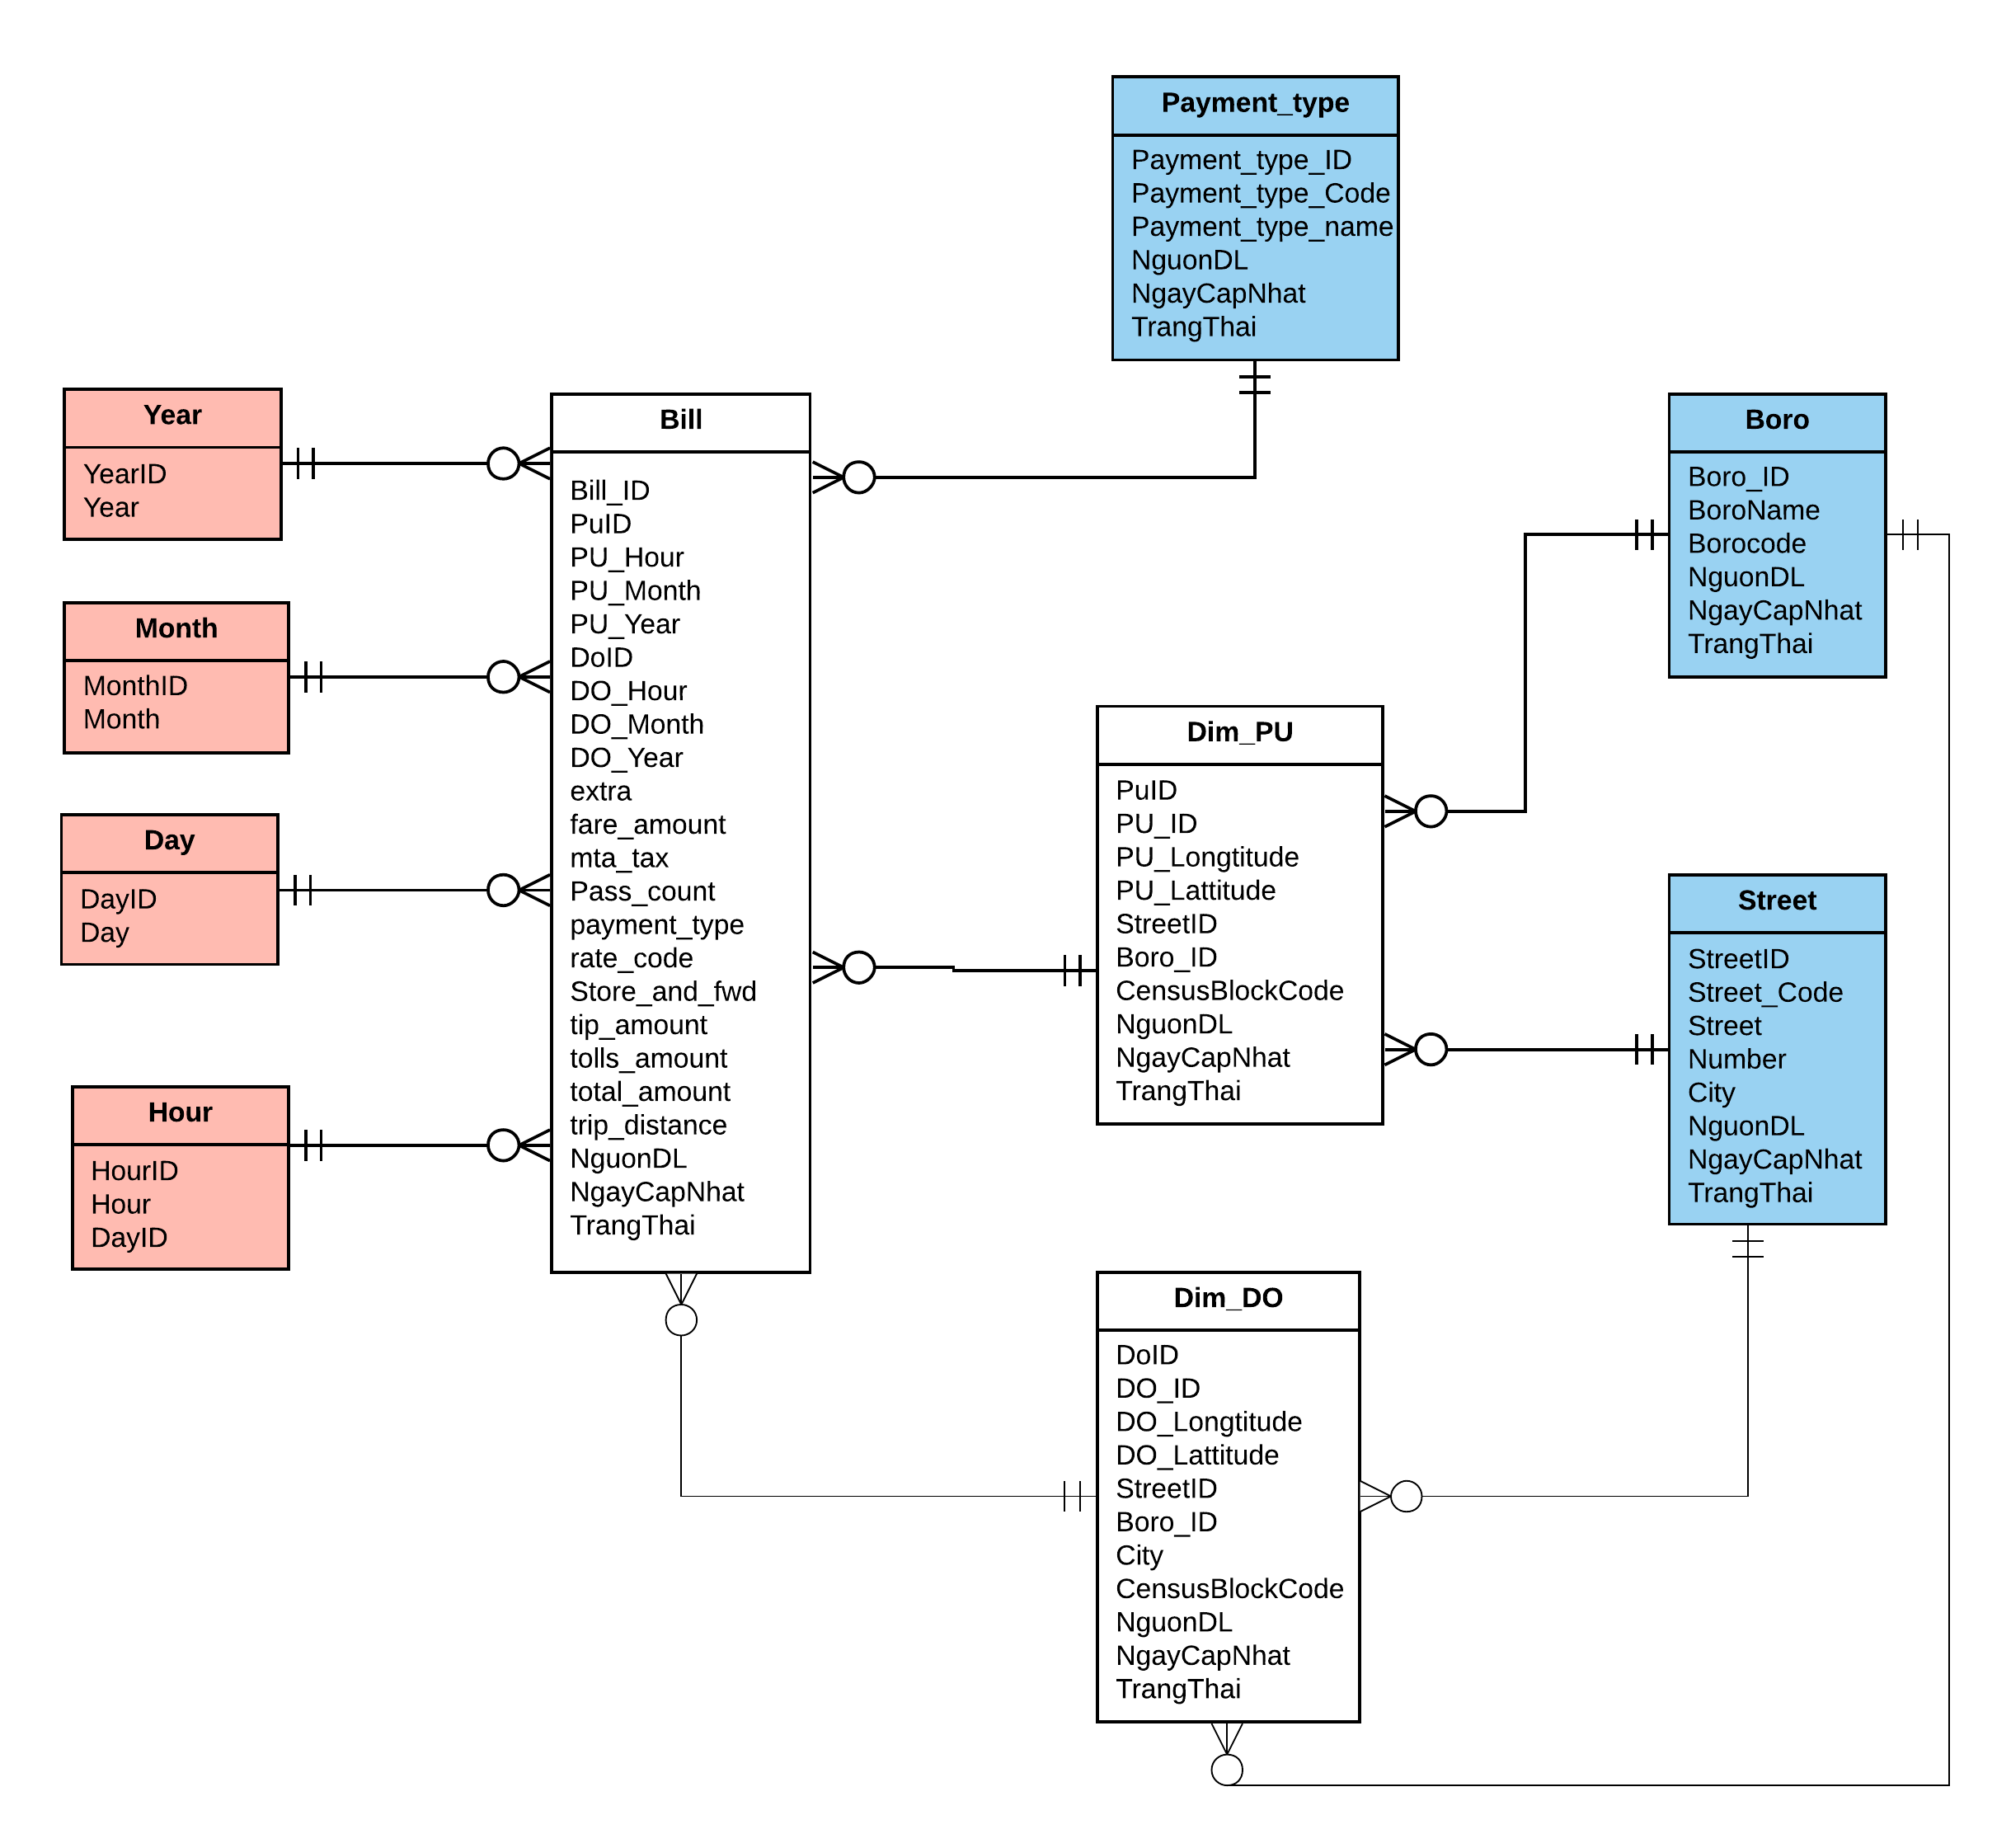 Payment_type
Payment_type_ID
Payment_type_Code
Payment_type_name
NguonDL
NgayCapNhat
TrangThai
Year
YearID
Year
Month
MonthID
Month
Day
DayID
Day
Hour
HourID
Hour
DayID
Bill
Bill_ID
PuID
PU_Hour
PU_Month
PU_Year
DoID
DO_Hour
DO_Month
DO_Year
extra
fare_amount
mta_tax
Pass_count
payment_type
rate_code
Store_and_fwd
tip_amount
tolls_amount
total_amount
trip_distance
NguonDL
NgayCapNhat
TrangThai
Boro
Boro_ID
BoroName
Borocode
NguonDL
NgayCapNhat
TrangThai
Dim_PU
PuID
PU_ID
PU_Longtitude
PU_Lattitude
StreetID
Boro_ID
CensusBlockCode
NguonDL
NgayCapNhat
TrangThai
Street
StreetID
Street_Code
Street
Number
City
NguonDL
NgayCapNhat
TrangThai
Dim_DO
DoID
DO_ID
DO_Longtitude
DO_Lattitude
StreetID
Boro_ID
City
CensusBlockCode
NguonDL
NgayCapNhat
TrangThai